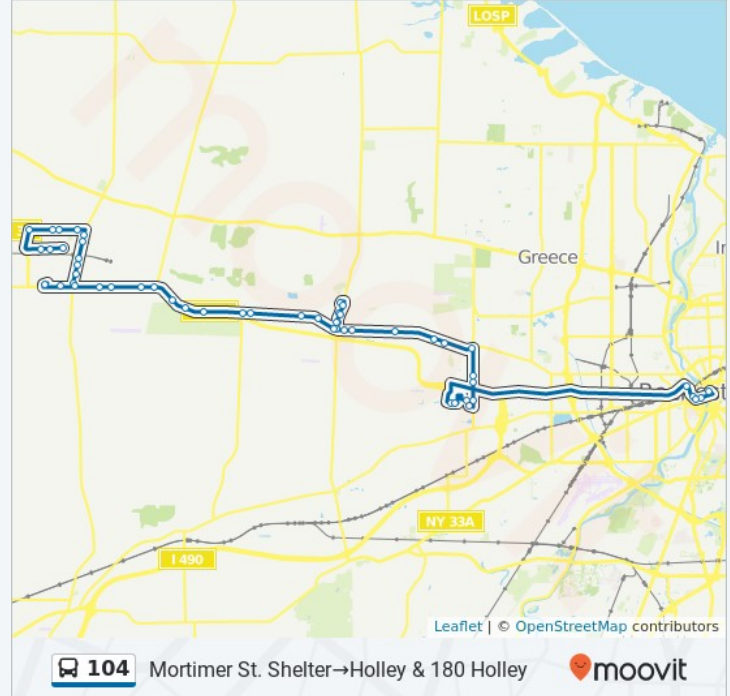 LOSP
Greece
NY 33A
I 490
Leaflet | © OpenStreetMap contributors
104 Mortimer St. Shelter→Holley & 180 Holley moovit